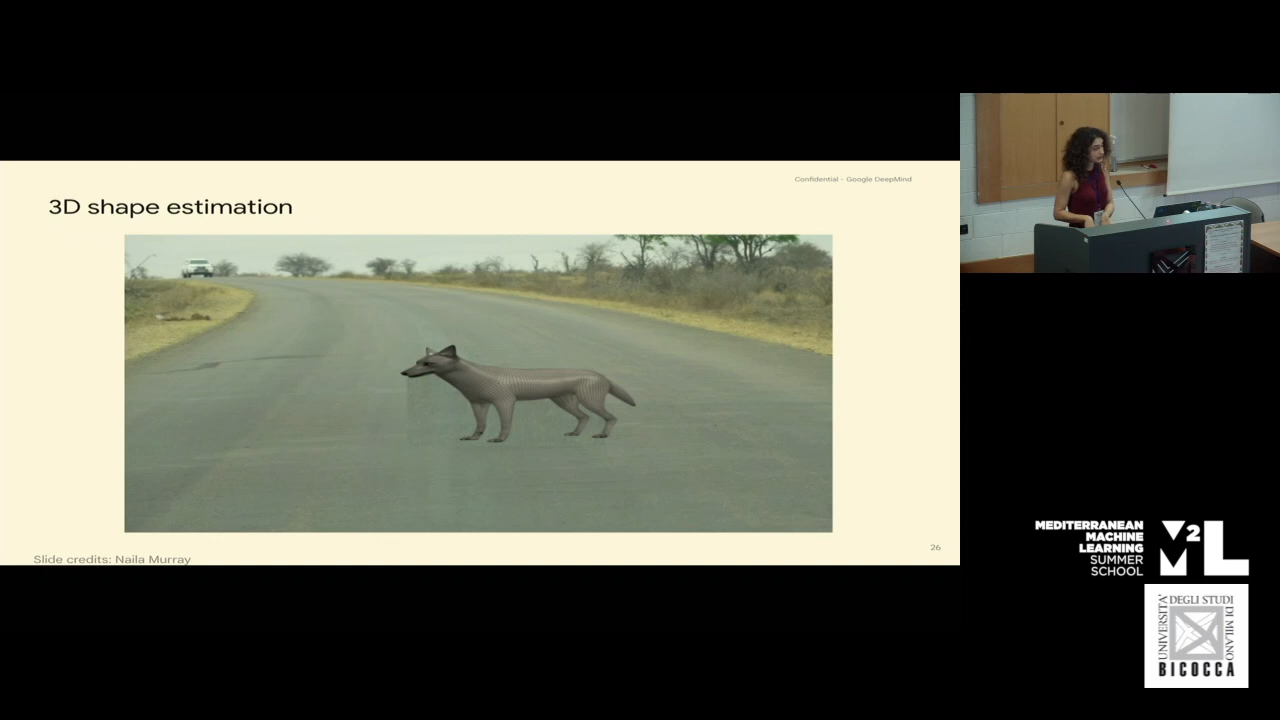 Confidential - Google DeepMind
3D shape estimation
26
Slide credits: Naila Murray
MEDITERRANEAN
MACHINE
LEARNING
SUMMER
SCHOOL
M2L
UNIVERSITA'
DEGLI STUDI
DI MILANO
BICOCCA